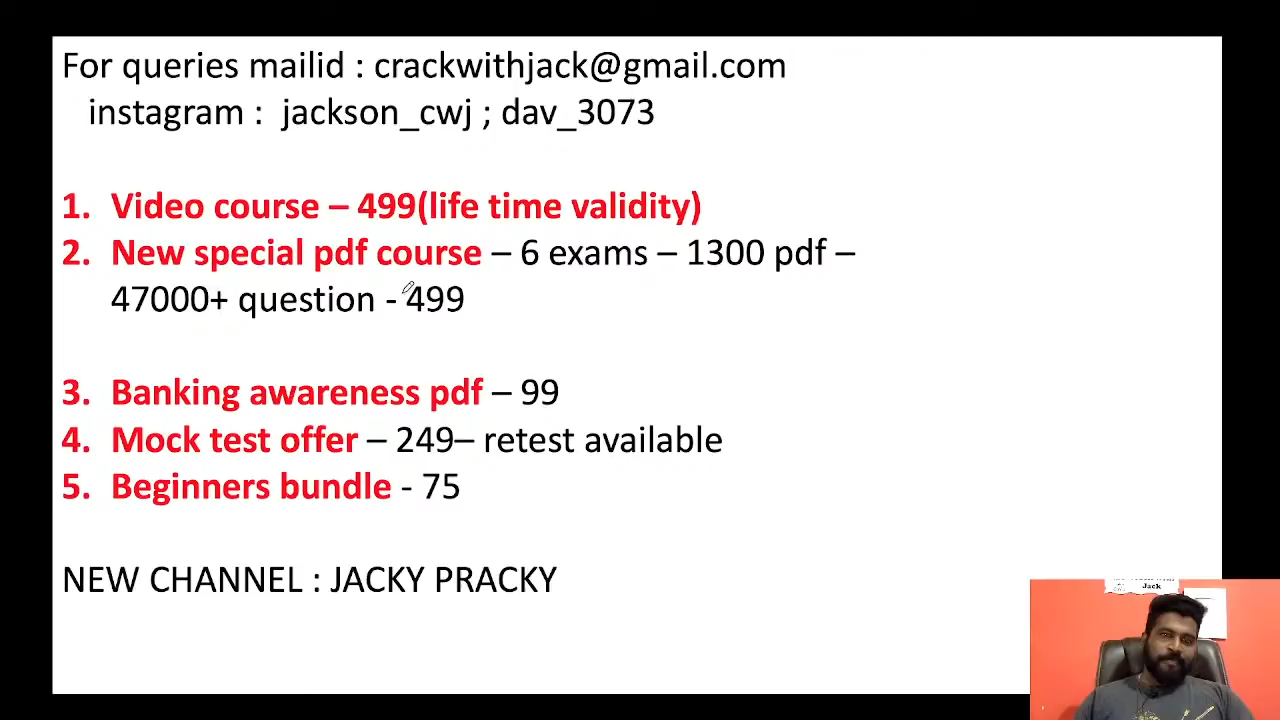 For queries mailid : crackwithjack@gmail.com
instagram : jackson_cwj ; dav_3073
1. Video course – 499(life time validity)
2. New special pdf course – 6 exams – 1300 pdf –
47000+ question - 499
3. Banking awareness pdf – 99
4. Mock test offer – 249– retest available
5. Beginners bundle - 75
NEW CHANNEL : JACKY PRACKY
Jack